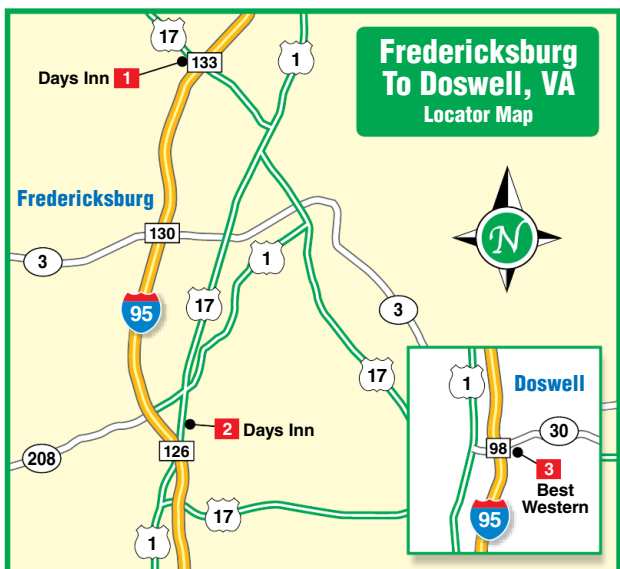 Fredericksburg
To Doswell, VA
Locator Map
17
1
133
Days Inn 1
Fredericksburg
N
130
3
1
95
17
3
17
2 Days Inn
208
126
17
1
1
Doswell
98
30
3
Best
Western
95